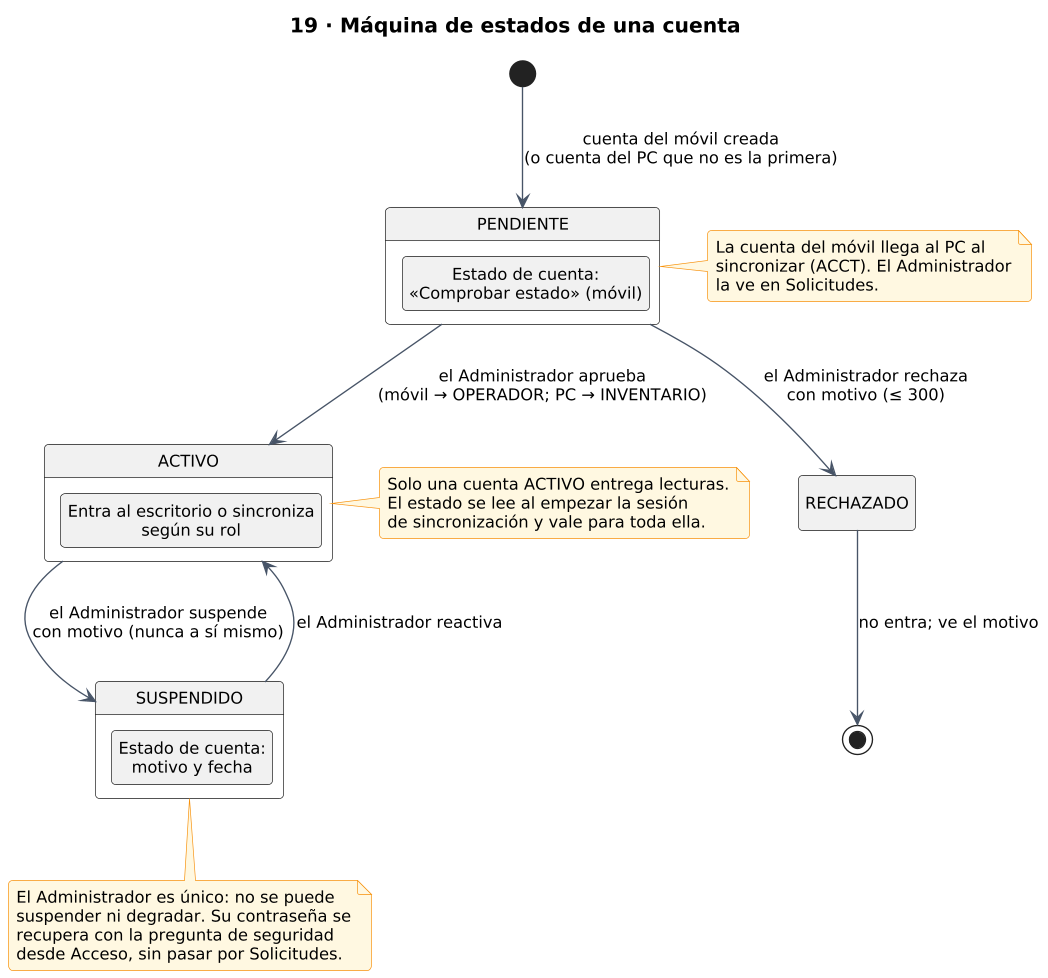 19 · Máquina de estados de una cuenta
cuenta del móvil creada
(o cuenta del PC que no es la primera)
PENDIENTE
Estado de cuenta:
«Comprobar estado» (móvil)
La cuenta del móvil llega al PC al
sincronizar (ACCT). El Administrador
la ve en Solicitudes.
el Administrador aprueba
(móvil → OPERADOR; PC → INVENTARIO)
el Administrador rechaza
con motivo (≤ 300)
ACTIVO
Entra al escritorio o sincroniza
según su rol
Solo una cuenta ACTIVO entrega lecturas.
El estado se lee al empezar la sesión
de sincronización y vale para toda ella.
RECHAZADO
el Administrador suspende
con motivo (nunca a sí mismo)
el Administrador reactiva
no entra; ve el motivo
SUSPENDIDO
Estado de cuenta:
motivo y fecha
El Administrador es único: no se puede
suspender ni degradar. Su contraseña se
recupera con la pregunta de seguridad
desde Acceso, sin pasar por Solicitudes.